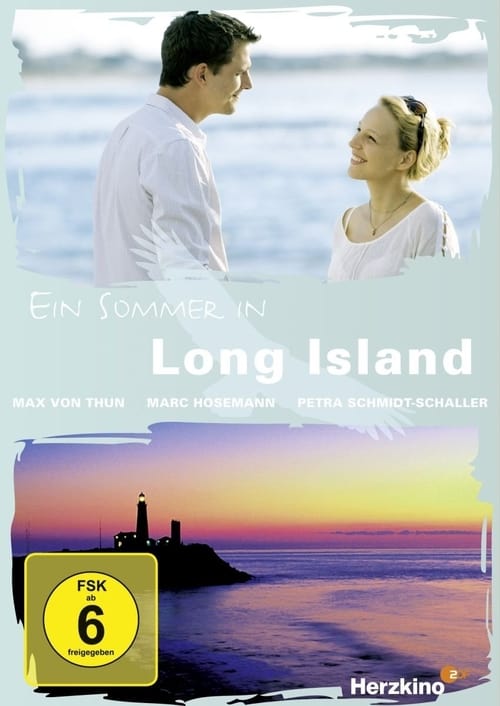 Ein Sommer in
Long Island
MAX VON THUN MARC HOSEMANN PETRA SCHMIDT-SCHALLER
FSK
ab
6
freigegeben
ZDF
Herzkino